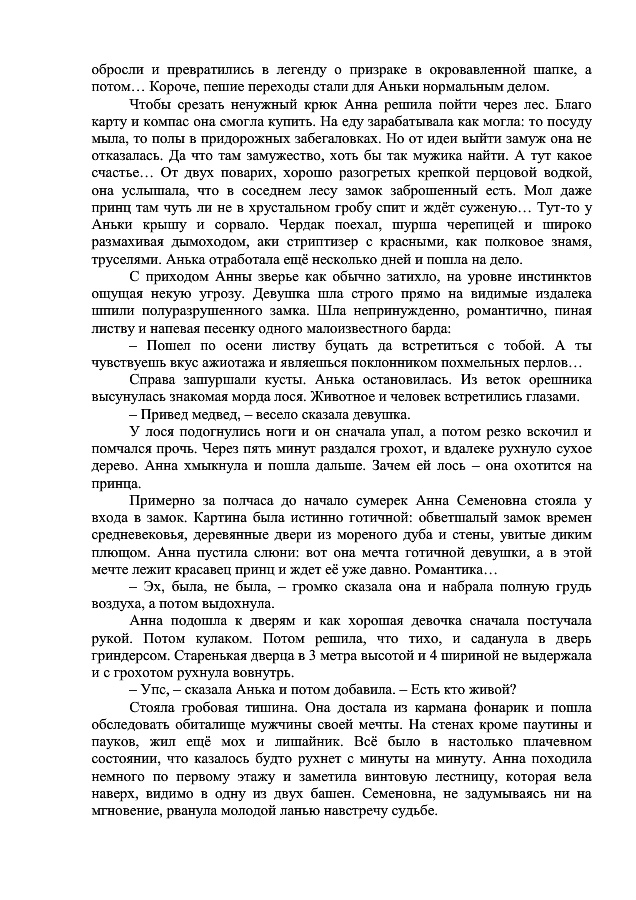 обросли и превратились в легенду о призраке в окровавленной шапке, а
потом… Короче, пешие переходы стали для Аньки нормальным делом.
Чтобы срезать ненужный крюк Анна решила пойти через лес. Благо
карту и компас она смогла купить. На еду зарабатывала как могла: то посуду
мыла, то полы в придорожных забегаловках. Но от идеи выйти замуж она не
отказалась. Да что там замужество, хоть бы так мужика найти. А тут какое
счастье… От двух поварих, хорошо разогретых крепкой перцовой водкой,
она услышала, что в соседнем лесу замок заброшенный есть. Мол даже
принц там чуть ли не в хрустальном гробу спит и ждёт суженую… Тут-то у
Аньки крышу и сорвало. Чердак поехал, шурша черепицей и широко
размахивая дымоходом, аки стриптизер с красными, как полковое знамя,
труселями. Анька отработала ещё несколько дней и пошла на дело.
С приходом Анны зверье как обычно затихло, на уровне инстинктов
ощущая некую угрозу. Девушка шла строго прямо на видимые издалека
шпили полуразрушенного замка. Шла непринужденно, романтично, пиная
листву и напевая песенку одного малоизвестного барда:
– Пошел по осени листву буцать да встретиться с тобой. А ты
чувствуешь вкус ажиотажа и являешься поклонником похмельных перлов…
Справа зашуршали кусты. Анька остановилась. Из веток орешника
высунулась знакомая морда лося. Животное и человек встретились глазами.
– Привед медвед, – весело сказала девушка.
У лося подогнулись ноги и он сначала упал, а потом резко вскочил и
помчался прочь. Через пять минут раздался грохот, и вдалеке рухнуло сухое
дерево. Анна хмыкнула и пошла дальше. Зачем ей лось – она охотится на
принца.
Примерно за полчаса до начало сумерек Анна Семеновна стояла у
входа в замок. Картина была истинно готичной: обветшалый замок времен
средневековья, деревянные двери из мореного дуба и стены, увитые диким
плющом. Анна пустила слюни: вот она мечта готичной девушки, а в этой
мечте лежит красавец принц и ждет её уже давно. Романтика…
– Эх, была, не была, – громко сказала она и набрала полную грудь
воздуха, а потом выдохнула.
Анна подошла к дверям и как хорошая девочка сначала постучала
рукой. Потом кулаком. Потом решила, что тихо, и саданула в дверь
гриндерсом. Старенькая дверца в 3 метра высотой и 4 шириной не выдержала
и с грохотом рухнула вовнутрь.
– Упс, – сказала Анька и потом добавила. – Есть кто живой?
Стояла гробовая тишина. Она достала из кармана фонарик и пошла
обследовать обиталище мужчины своей мечты. На стенах кроме паутины и
пауков, жил ещё мох и лишайник. Всё было в настолько плачевном
состоянии, что казалось будто рухнет с минуты на минуту. Анна походила
немного по первому этажу и заметила винтовую лестницу, которая вела
наверх, видимо в одну из двух башен. Семеновна, не задумываясь ни на
мгновение, рванула молодой ланью навстречу судьбе.